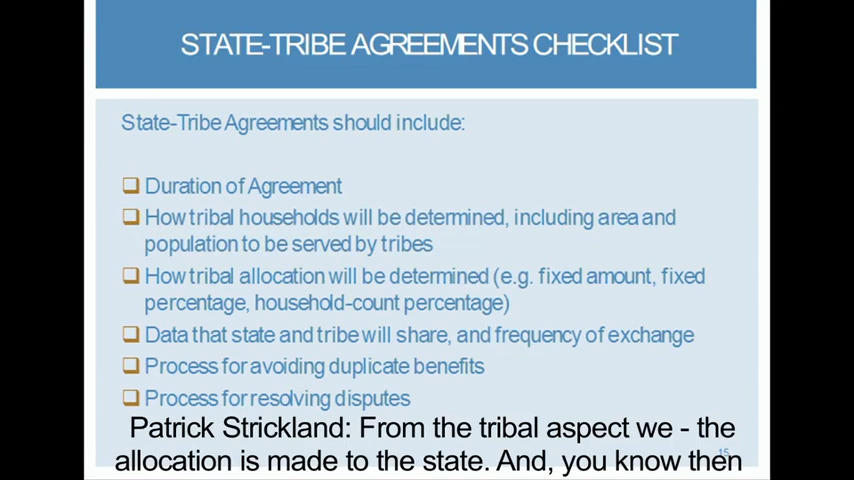 STATE-TRIBE AGREEMENTS CHECKLIST
State-Tribe Agreements should include:
Duration of Agreement
How tribal households will be determined, including area and
population to be served by tribes
How tribal allocation will be determined (e.g. fixed amount, fixed
percentage, household-count percentage)
Data that state and tribe will share, and frequency of exchange
Process for avoiding duplicate benefits
Process for resolving disputes
Patrick Strickland: From the tribal aspect we - the
15
allocation is made to the state. And, you know then